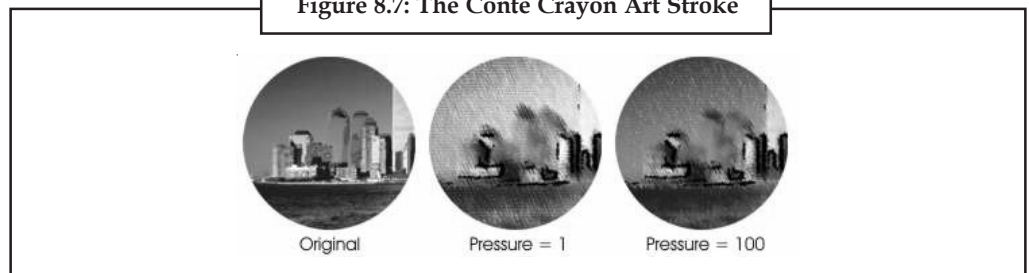 Figure 8.7: The Conte Crayon Art Stroke
Original
Pressure = 1
Pressure = 100